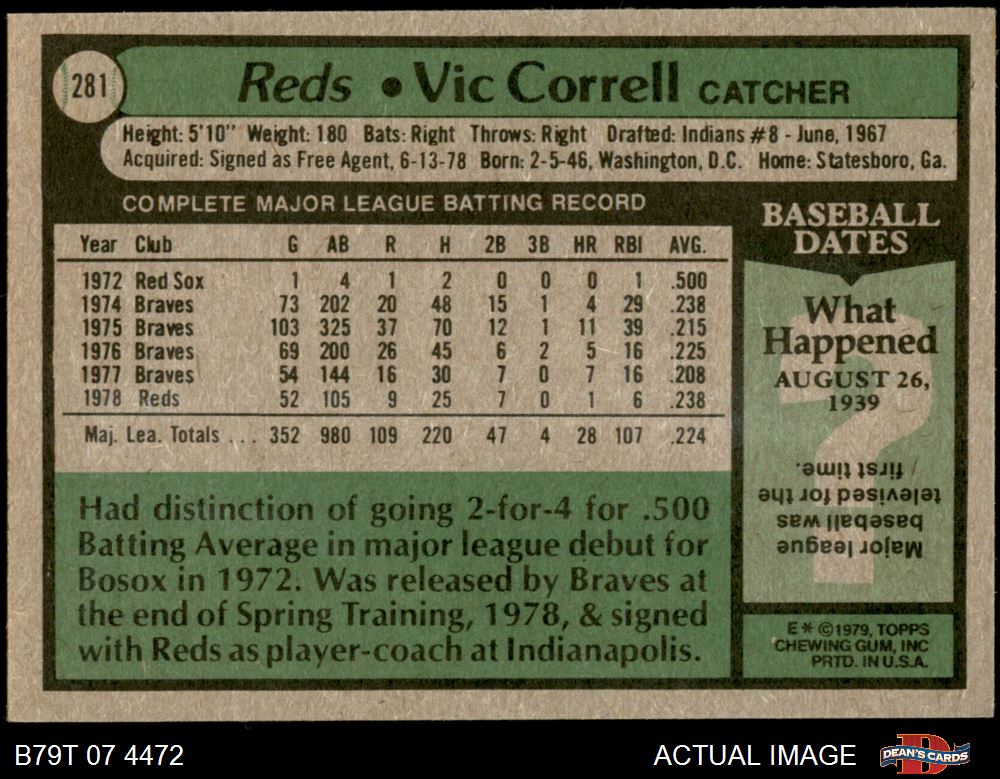 281
Reds • Vic Correll CATCHER
Height: 5'10" Weight: 180 Bats: Right Throws: Right Drafted: Indians #8 - June, 1967
Acquired: Signed as Free Agent, 6-13-78 Born: 2-5-46, Washington, D.C. Home: Statesboro, Ga.
COMPLETE MAJOR LEAGUE BATTING RECORD
Year Club G AB R H 2B 3B HR RBI AVG.
1972 Red Sox 1 4 1 2 0 0 0 1 .500
1974 Braves 73 202 20 48 15 1 4 29 .238
1975 Braves 103 325 37 70 12 1 11 39 .215
1976 Braves 69 200 26 45 6 2 5 16 .225
1977 Braves 54 144 16 30 7 0 7 16 .208
1978 Reds 52 105 9 25 7 0 1 6 .238
Maj. Lea. Totals ... 352 980 109 220 47 4 28 107 .224
Had distinction of going 2-for-4 for .500
Batting Average in major league debut for
Bosox in 1972. Was released by Braves at
the end of Spring Training, 1978, & signed
with Reds as player-coach at Indianapolis.
BASEBALL
DATES
What
Happened
AUGUST 26,
1939
?
Major league
baseball was
televised for the
first time.
E* ©1979, TOPPS
CHEWING GUM, INC
PRTD. IN U.S.A.
B79T 07 4472
ACTUAL IMAGE
D
DEAN'S CARDS